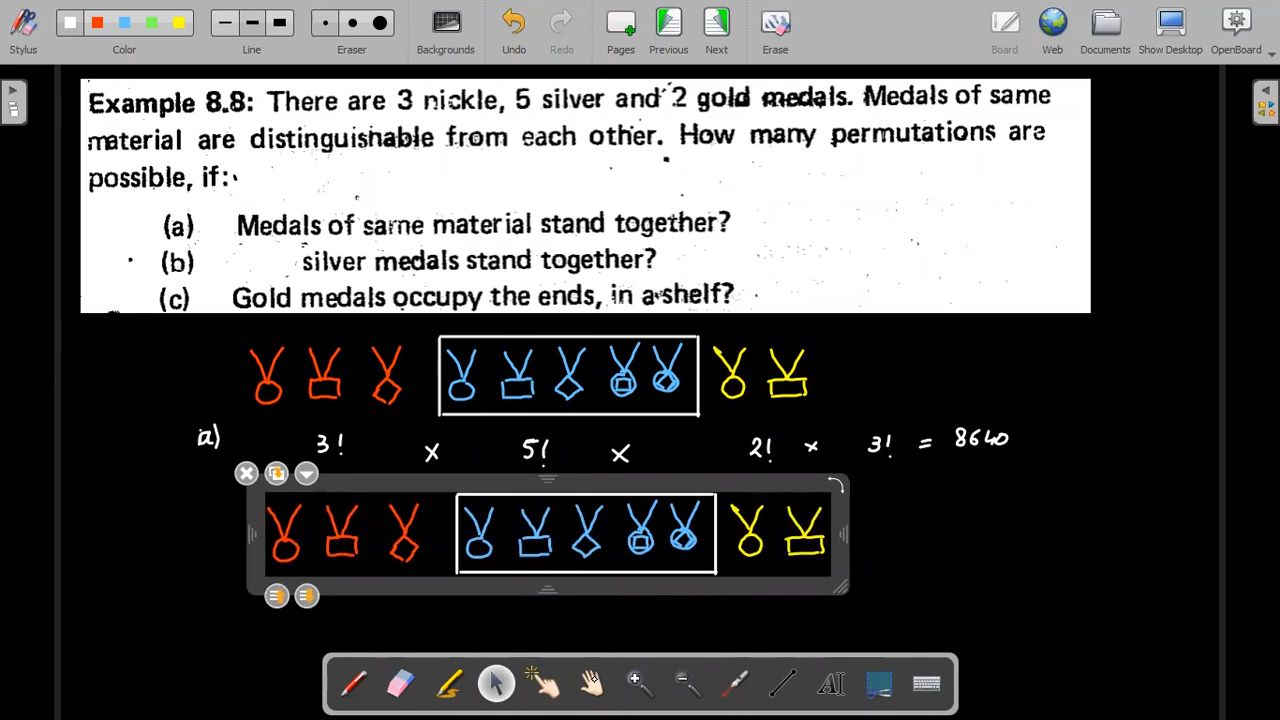 Stylus Color Line Eraser Backgrounds Undo Redo Pages Previous Next Erase Board Web Documents Show Desktop OpenBoard
Example 8.8: There are 3 nickle, 5 silver and 2 gold medals. Medals of same
material are distinguishable from each other. How many permutations are
possible, if:
(a) Medals of same material stand together?
(b) silver medals stand together?
(c) Gold medals occupy the ends, in a shelf?
a) 3! x 5! x 2! x 3! = 8640
AI